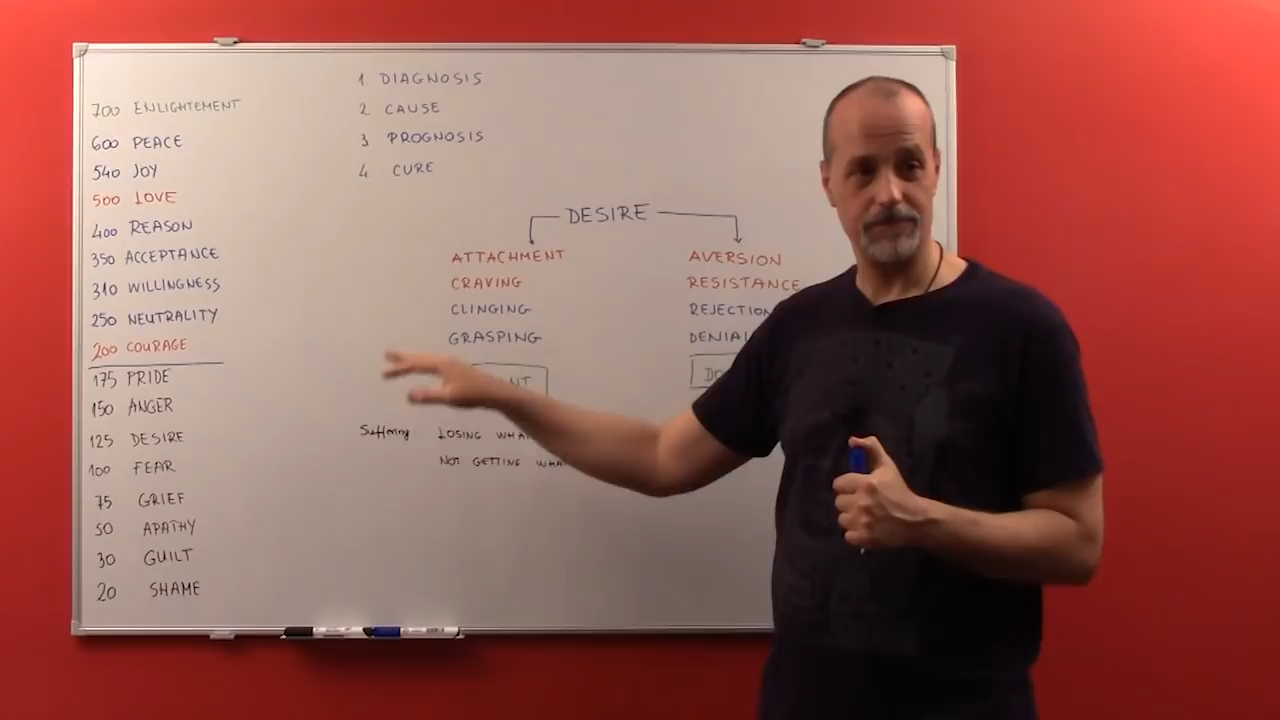 700 ENLIGHTEMENT
600 PEACE
540 JOY
500 LOVE
400 REASON
350 ACCEPTANCE
310 WILLINGNESS
250 NEUTRALITY
200 COURAGE
175 PRIDE
150 ANGER
125 DESIRE
100 FEAR
75 GRIEF
50 APATHY
30 GUILT
20 SHAME
1. DIAGNOSIS
2. CAUSE
3 PROGNOSIS
4. CURE
DESIRE
ATTACHMENT
CRAVING
CLINGING
GRASPING
AVERSION
RESISTANCE
REJECTION
Suffering LOSING
NOT GETTING